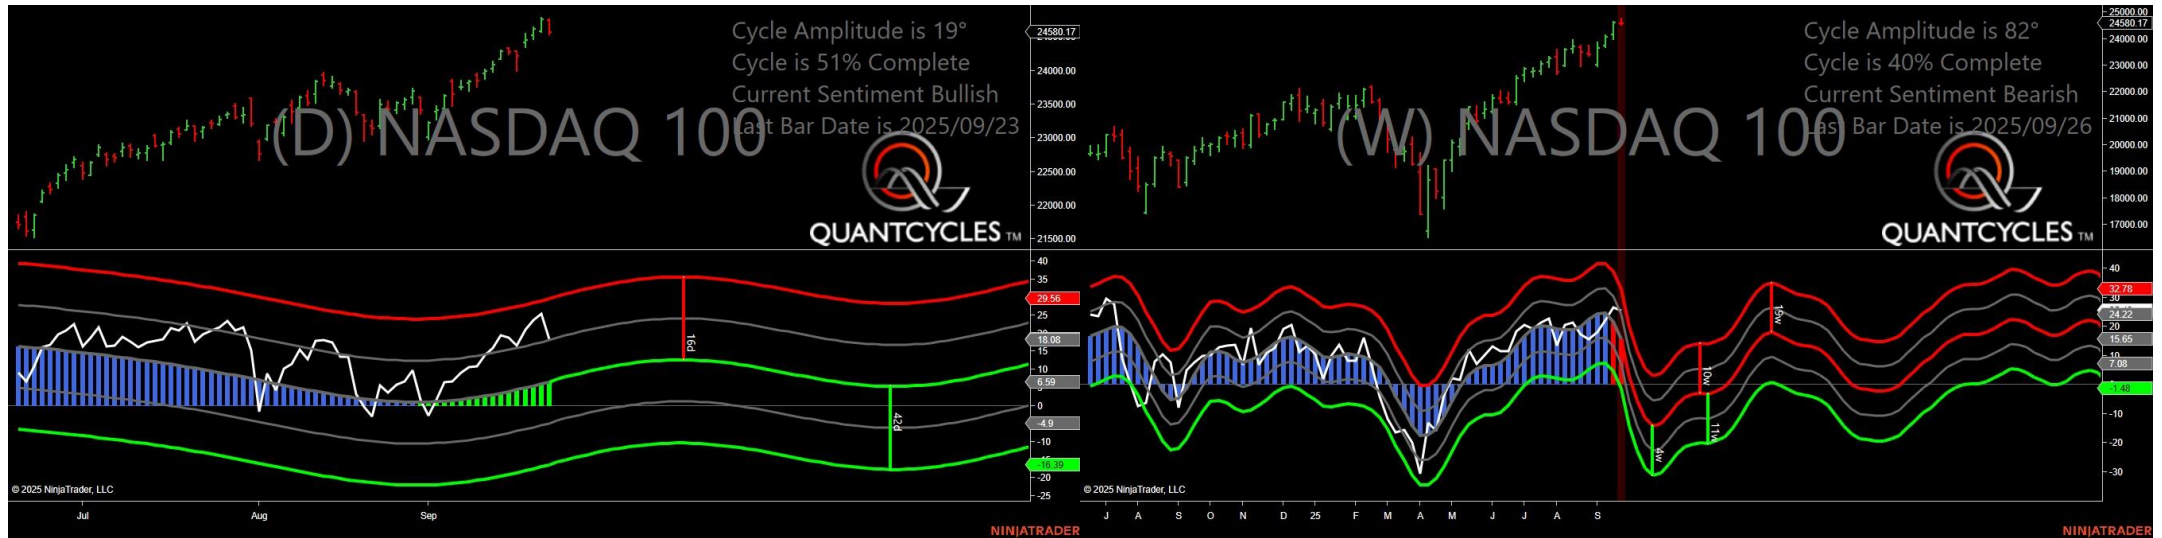 Cycle Amplitude is 19°
Cycle is 51% Complete
Current Sentiment Bullish
Last Bar Date is 2025/09/23
(D) NASDAQ 100
QUANTCYCLES TM
24580.17
24000.00
23500.00
23000.00
22500.00
22000.00
21500.00
40
35
29.56
25
18.08
15
10
6.59
0
-4.9
-10
-16.39
-20
-25
16d
42d
© 2025 NinjaTrader, LLC
Jul Aug Sep
NINJATRADER
Cycle Amplitude is 82°
Cycle is 40% Complete
Current Sentiment Bearish
Last Bar Date is 2025/09/26
(W) NASDAQ 100
QUANTCYCLES TM
25000.00
24580.17
24000.00
23000.00
22000.00
21000.00
20000.00
19000.00
18000.00
17000.00
40
32.78
30
24.22
20
15.65
10
7.08
-1.48
-10
-20
-30
19w
10w
11w
4w
© 2025 NinjaTrader, LLC
J A S O N D 25 F M A M J J A S
NINJATRADER